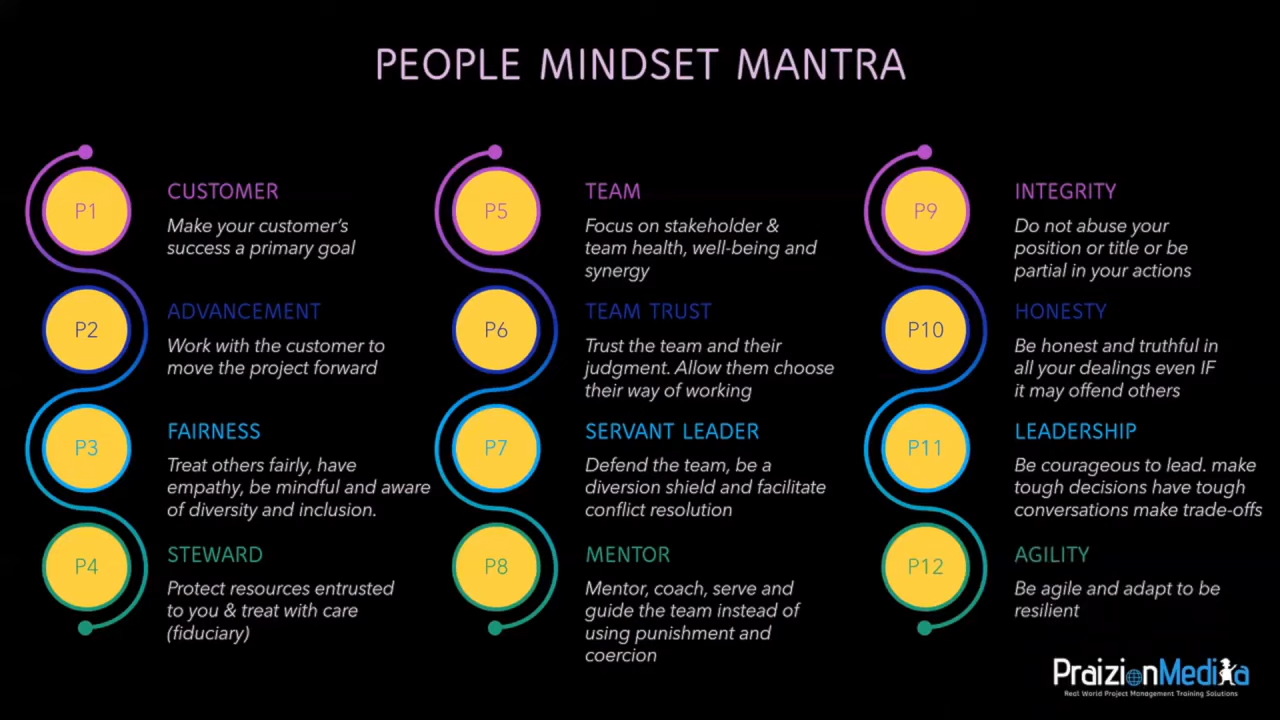 PEOPLE MINDSET MANTRA
P1
CUSTOMER
Make your customer's
success a primary goal
P2
ADVANCEMENT
Work with the customer to
move the project forward
P3
FAIRNESS
Treat others fairly, have
empathy, be mindful and aware
of diversity and inclusion.
P4
STEWARD
Protect resources entrusted
to you & treat with care
(fiduciary)
P5
TEAM
Focus on stakeholder &
team health, well-being and
synergy
P6
TEAM TRUST
Trust the team and their
judgment. Allow them choose
their way of working
P7
SERVANT LEADER
Defend the team, be a
diversion shield and facilitate
conflict resolution
P8
MENTOR
Mentor, coach, serve and
guide the team instead of
using punishment and
coercion
P9
INTEGRITY
Do not abuse your
position or title or be
partial in your actions
P10
HONESTY
Be honest and truthful in
all your dealings even IF
it may offend others
P11
LEADERSHIP
Be courageous to lead. make
tough decisions have tough
conversations make trade-offs
P12
AGILITY
Be agile and adapt to be
resilient
PraizionMedia
Real World Project Management Training Solutions